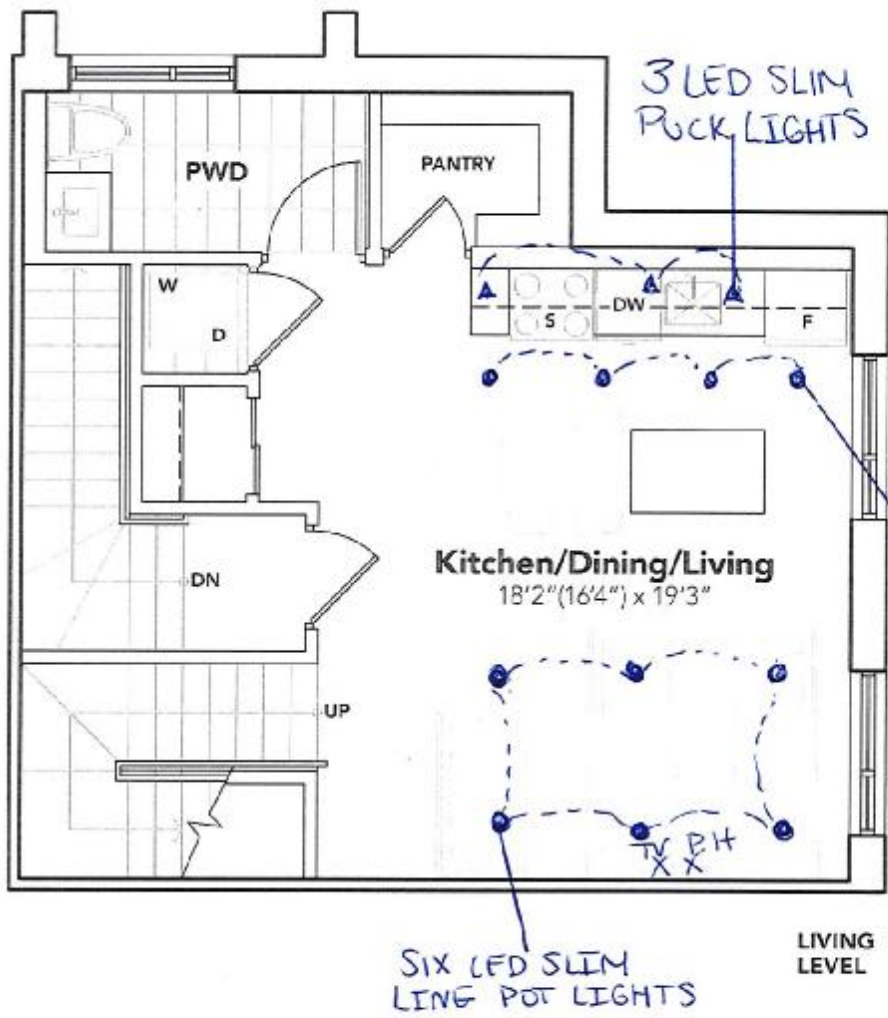 3 LED SLIM
PUCK LIGHTS
PWD
PANTRY
W
D
S
DW
F
Kitchen/Dining/Living
18'2"(16'4") x 19'3"
DN
UP
TV PH
X X
SIX LED SLIM
LINE POT LIGHTS
LIVING
LEVEL